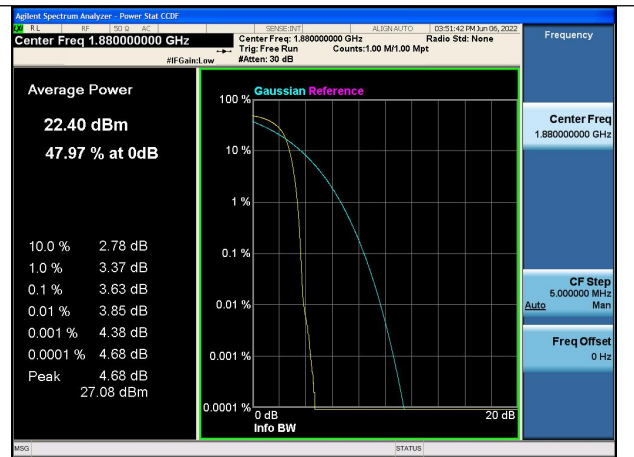 Agilent Spectrum Analyzer - Power Stat CCDF
RL RF 50 Ω AC SENSE:INT ALIGN AUTO 03:51:42 PM Jun 06, 2022
Center Freq 1.880000000 GHz
Center Freq: 1.880000000 GHz Radio Std: None
Trig: Free Run Counts:1.00 M/1.00 Mpt
#IFGain:Low #Atten: 30 dB
Frequency
Average Power
22.40 dBm
47.97 % at 0dB
10.0 % 2.78 dB
1.0 % 3.37 dB
0.1 % 3.63 dB
0.01 % 3.85 dB
0.001 % 4.38 dB
0.0001 % 4.68 dB
Peak 4.68 dB
27.08 dBm
Gaussian Reference
100 %
10 %
1 %
0.1 %
0.01 %
0.001 %
0.0001 %
0 dB 20 dB
Info BW
Center Freq
1.880000000 GHz
CF Step
5.000000 MHz
Auto Man
Freq Offset
0 Hz
MSG STATUS